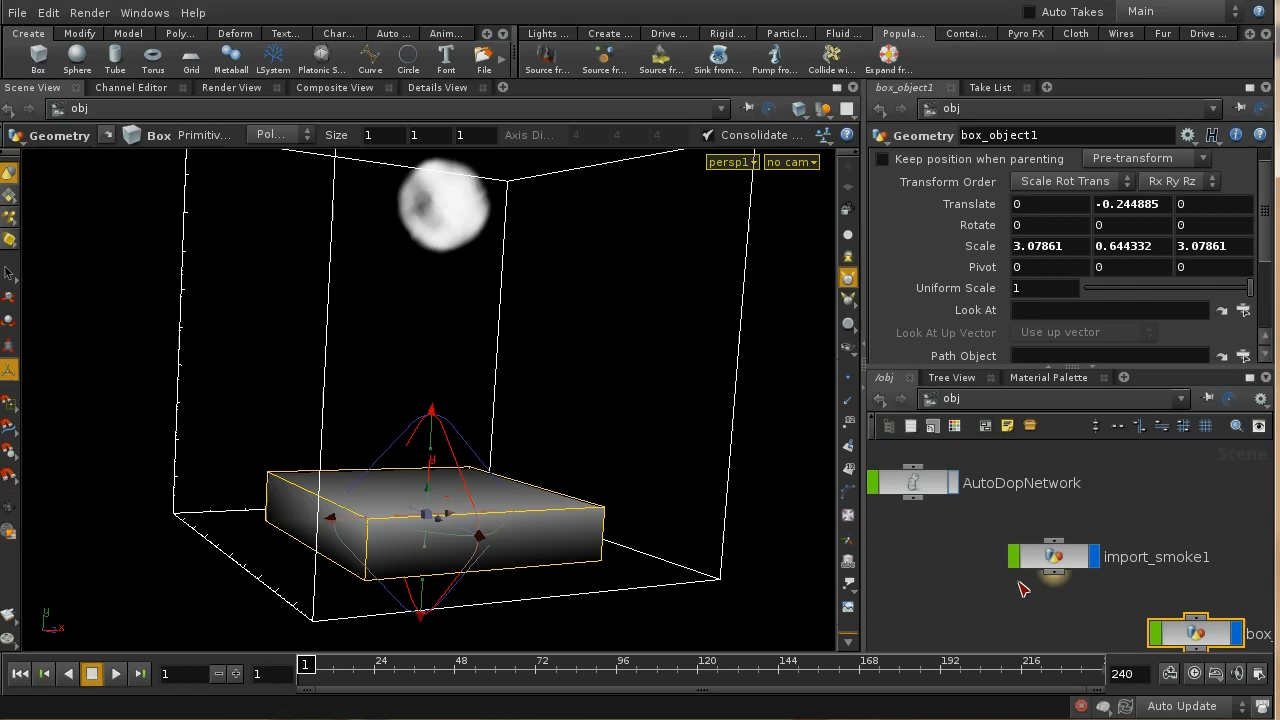 File Edit Render Windows Help Auto Takes Main
Create Modify Model Poly... Deform Text... Char... Auto ... Anim... Lights ... Create ... Drive ... Rigid ... Particl... Fluid ... Popula... Contai... Pyro FX Cloth Wires Fur Drive ...
Box Sphere Tube Torus Grid Metaball LSystem Platonic S... Curve Circle Font File Source fr... Source fr... Source fr... Sink from... Pump fro... Collide wi... Expand fr...
Scene View Channel Editor Render View Composite View Details View box_object1 Take List
obj obj
Geometry Box Primitiv... Pol... Size 1 1 1 Axis Di... 4 4 4 Consolidate ... Geometry box_object1
persp1 no cam
Keep position when parenting Pre-transform
Transform Order Scale Rot Trans Rx Ry Rz
Translate 0 -0.244885 0
Rotate 0 0 0
Scale 3.07861 0.644332 3.07861
Pivot 0 0 0
Uniform Scale 1
Look At
Look At Up Vector Use up vector
Path Object
/obj Tree View Material Palette
obj
Scene
AutoDopNetwork
import_smoke1
box_
y
y x
1 1 1 24 48 72 96 120 144 168 192 216 240
Auto Update